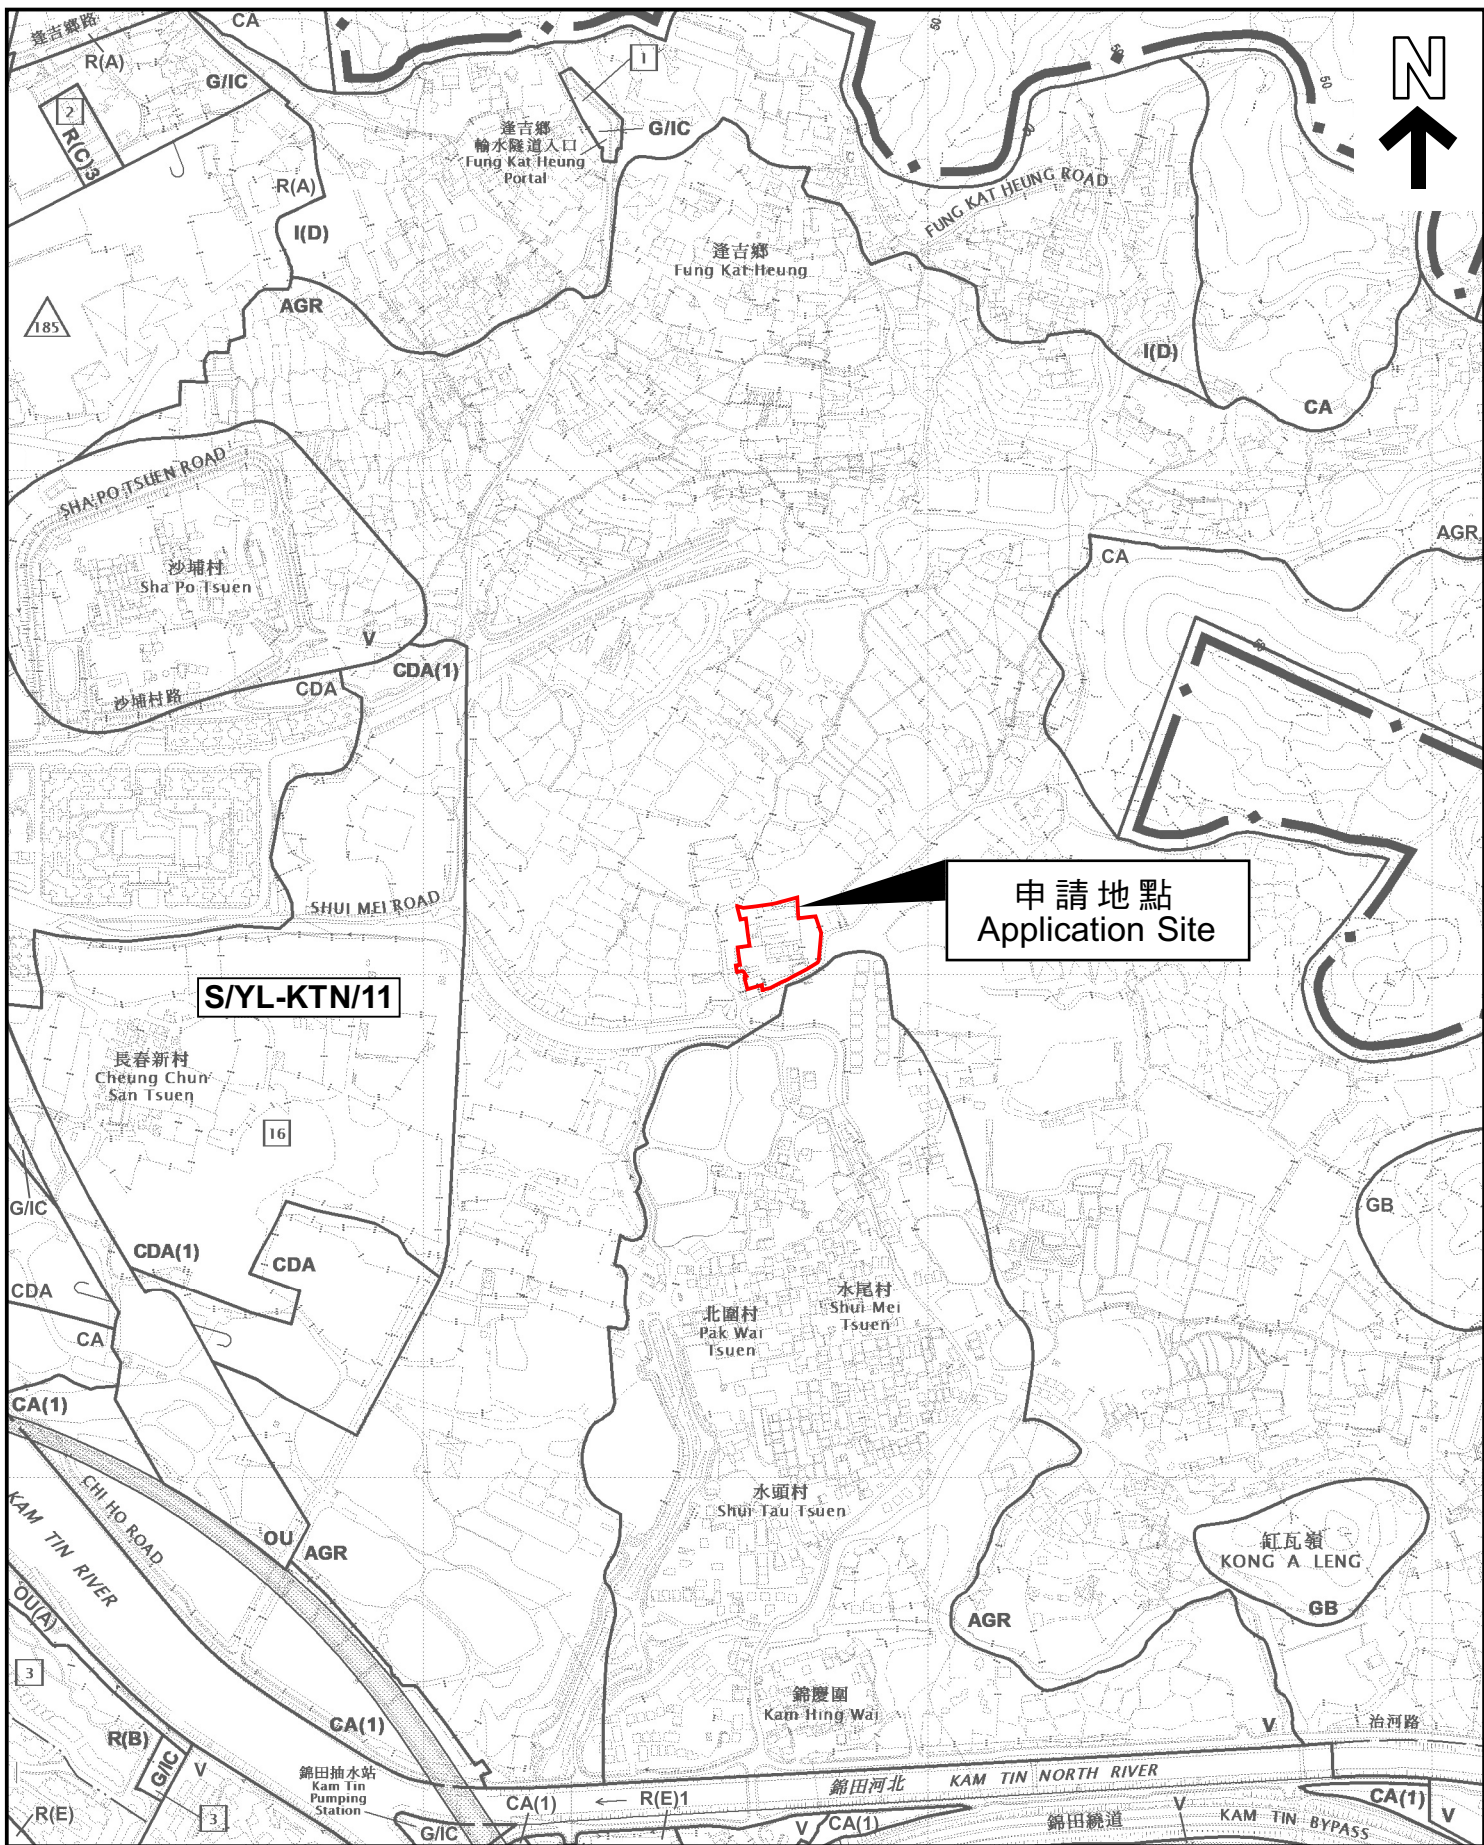 逢吉鄉路
CA
R(A)
G/IC
2
R(C)3
1
逢吉鄉
輸水隧道入口
Fung Kat Heung
Portal
G/IC
50
50
50
50
N
FUNG KAT HEUNG ROAD
R(A)
I(D)
逢吉鄉
Fung Kat Heung
AGR
185
I(D)
CA
SHA PO TSUEN ROAD
AGR
CA
沙埔村
Sha Po Tsuen
V
CDA(1)
50
沙埔村路
CDA
SHUI MEI ROAD
申請地點
Application Site
S/YL-KTN/11
長春新村
Cheung Chun
San Tsuen
16
G/IC
GB
CDA(1)
CDA
CDA
水尾村
Shui Mei
Tsuen
北圍村
Pak Wai
Tsuen
CA
CA(1)
CHI HO ROAD
水頭村
Shui Tau Tsuen
KAM TIN RIVER
OU
AGR
缸瓦嶺
KONG A LENG
GB
OU(A)
AGR
3
錦慶圍
Kam Hing Wai
CA(1)
V
治河路
R(B)
G/IC
V
錦田抽水站
Kam Tin
Pumping
Station
錦田河北
KAM TIN NORTH RIVER
R(E)
3
G/IC
CA(1)
← R(E)1
V
CA(1)
錦田繞道
V
KAM TIN BYPASS
CA(1)
V